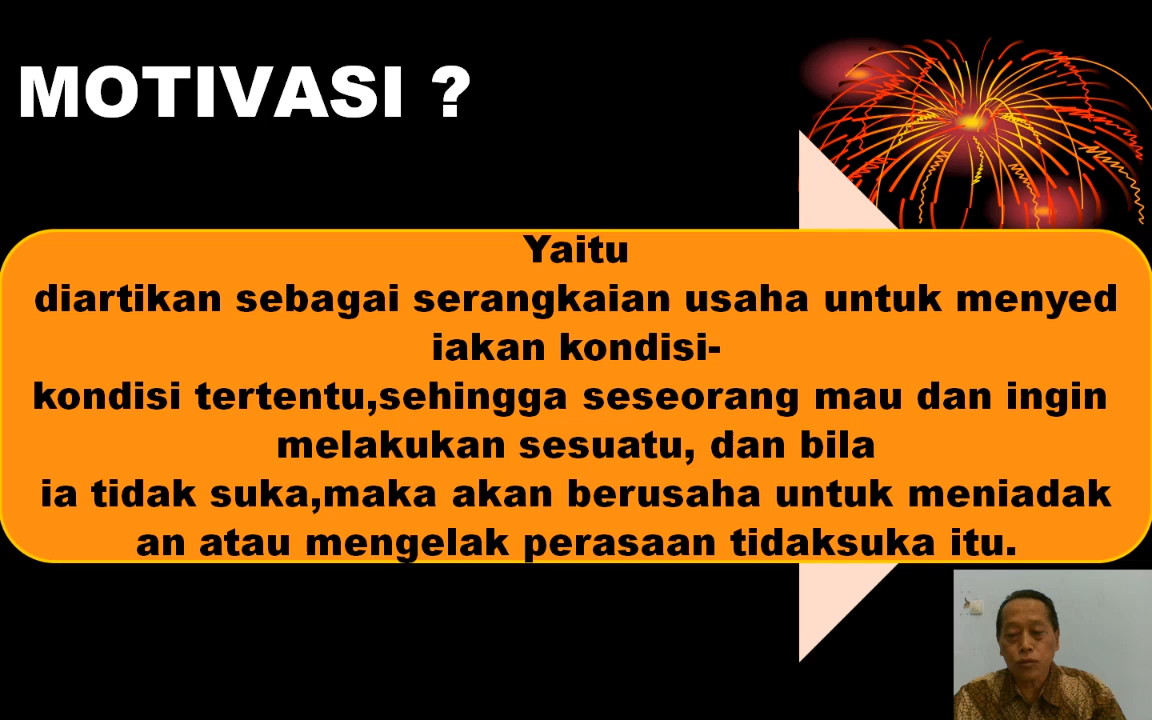 MOTIVASI ?
Yaitu
diartikan sebagai serangkaian usaha untuk menyed
iakan kondisi-
kondisi tertentu,sehingga seseorang mau dan ingin
melakukan sesuatu, dan bila
ia tidak suka,maka akan berusaha untuk meniadak
an atau mengelak perasaan tidaksuka itu.